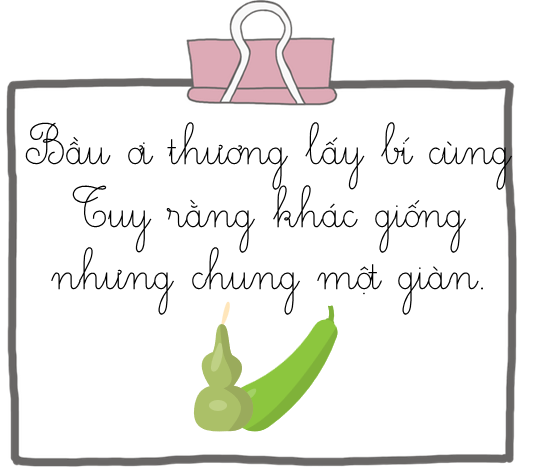 Bầu ơi thương lấy bí cùng
Tuy rằng khác giống
nhưng chung một giàn.